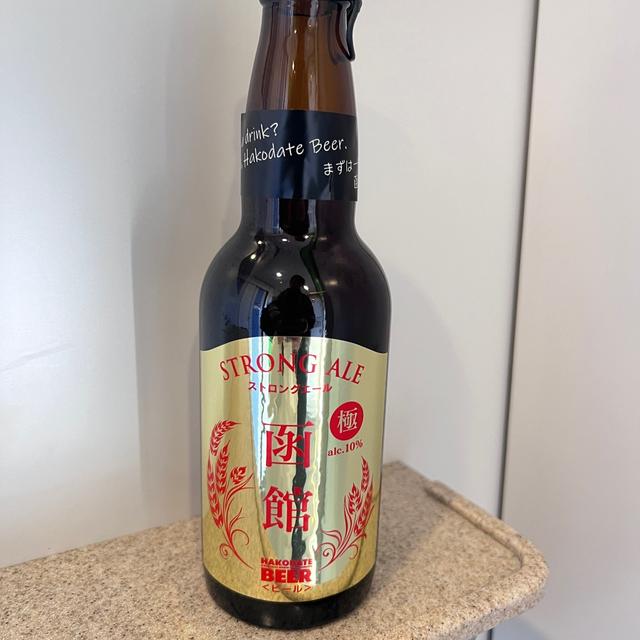 drink?
Hakodate Beer.
まずは一
STRONG ALE
ストロングエール
極
alc.10%
函
館
HAKODATE
BEER
<ビール>